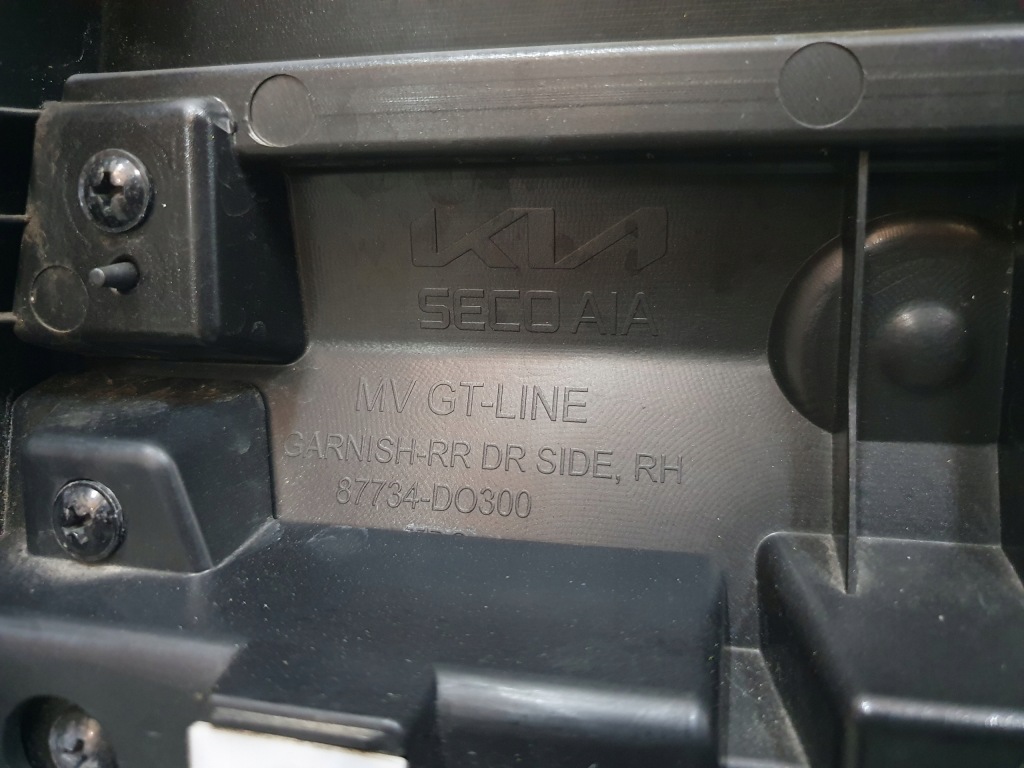 KIA
SECO AIA
MV GT-LINE
GARNISH-RR DR SIDE, RH
87734-DO300